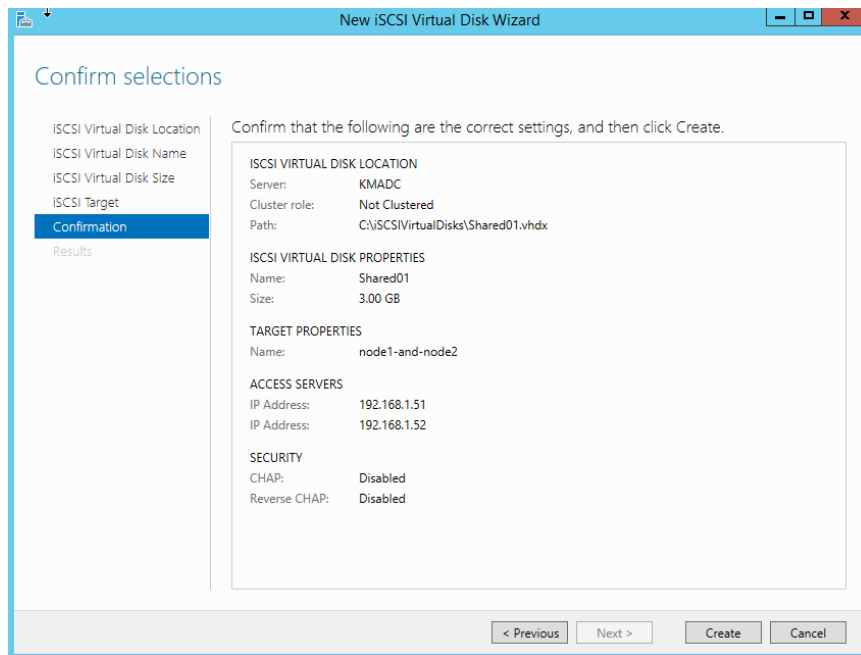 New iSCSI Virtual Disk Wizard
Confirm selections
iSCSI Virtual Disk Location
iSCSI Virtual Disk Name
iSCSI Virtual Disk Size
iSCSI Target
Confirmation
Results
Confirm that the following are the correct settings, and then click Create.
ISCSI VIRTUAL DISK LOCATION
Server: KMADC
Cluster role: Not Clustered
Path: C:\iSCSIVirtualDisks\Shared01.vhdx
ISCSI VIRTUAL DISK PROPERTIES
Name: Shared01
Size: 3.00 GB
TARGET PROPERTIES
Name: node1-and-node2
ACCESS SERVERS
IP Address: 192.168.1.51
IP Address: 192.168.1.52
SECURITY
CHAP: Disabled
Reverse CHAP: Disabled
< Previous Next > Create Cancel